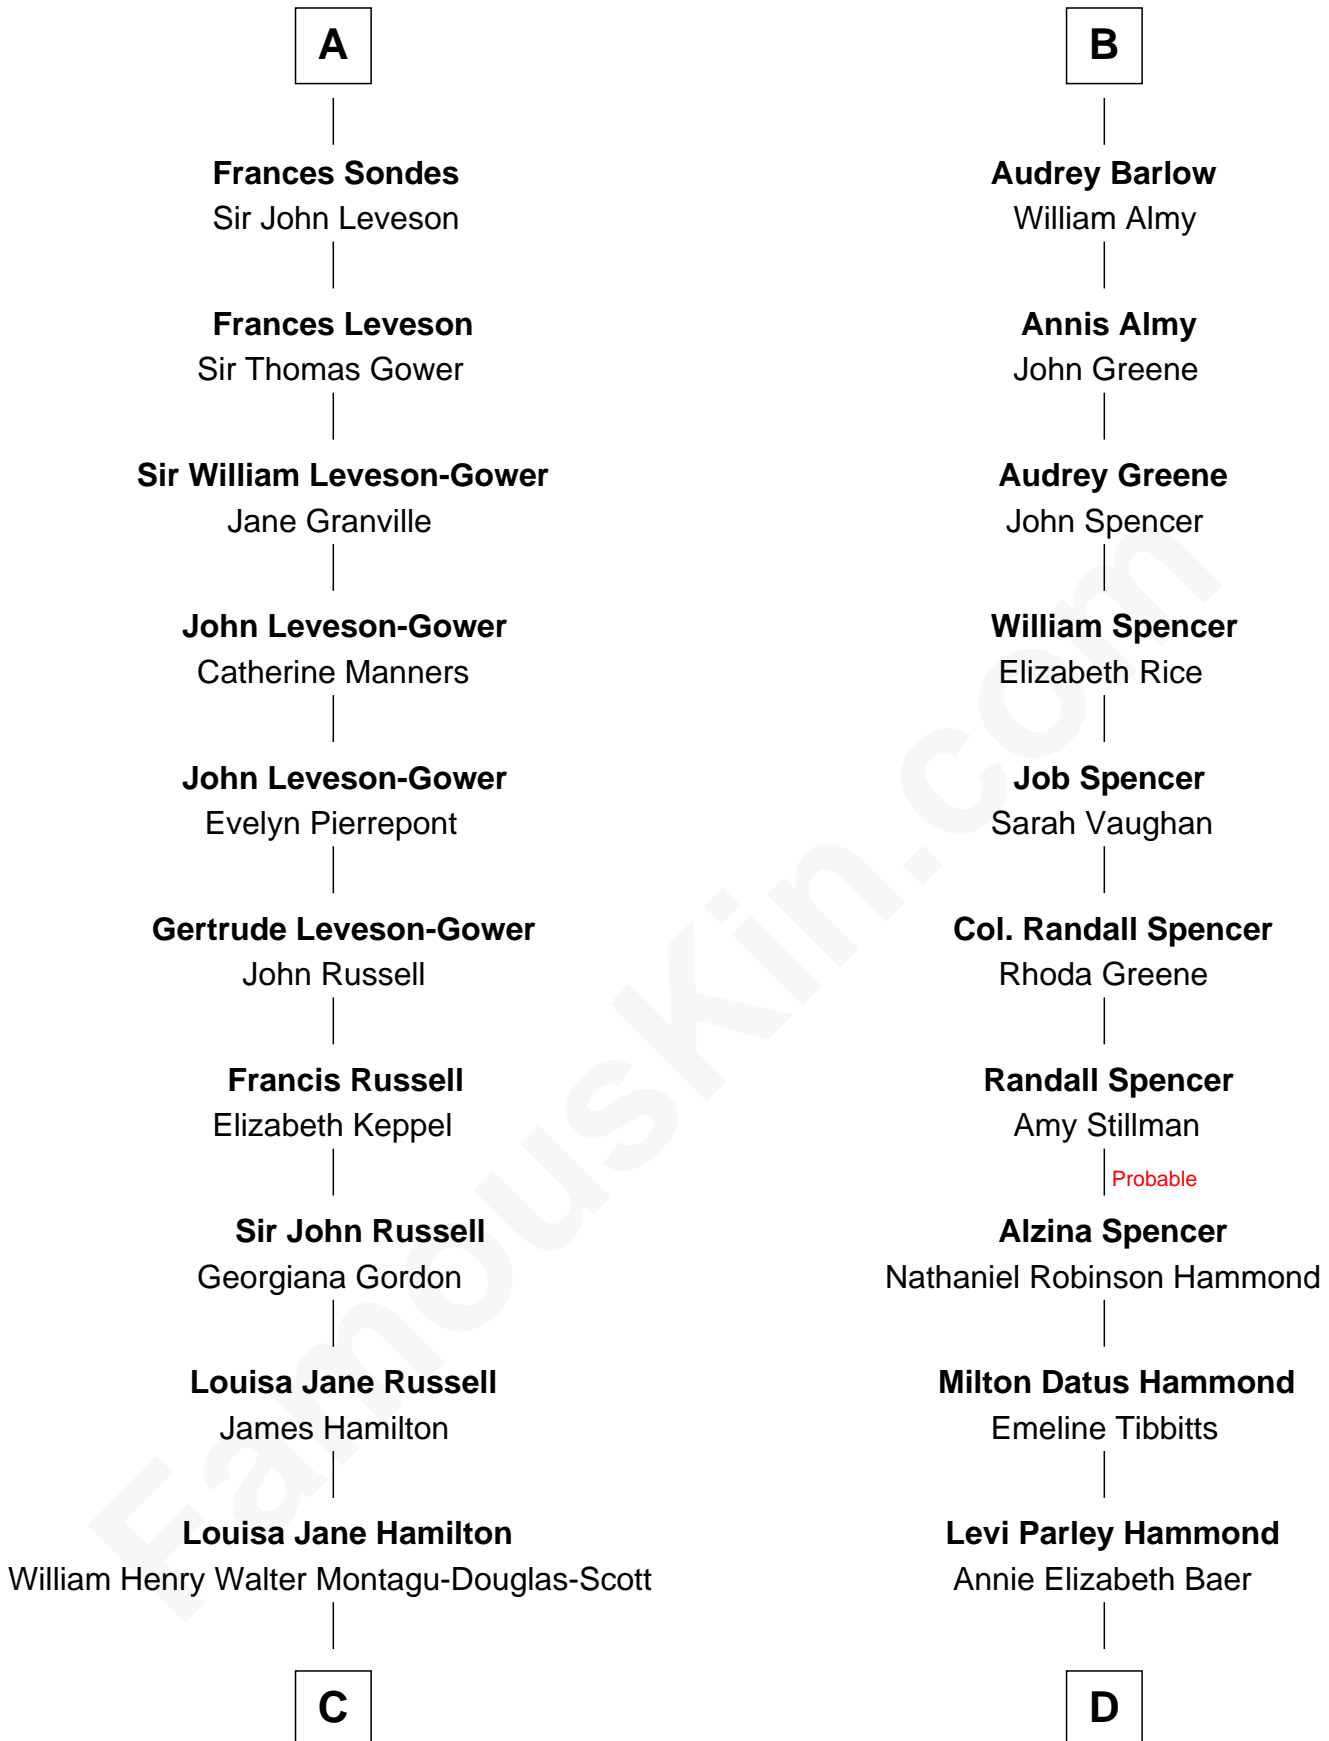 A
Frances Sondes
Sir John Leveson
Frances Leveson
Sir Thomas Gower
Sir William Leveson-Gower
Jane Granville
John Leveson-Gower
Catherine Manners
John Leveson-Gower
Evelyn Pierrepont
Gertrude Leveson-Gower
John Russell
Francis Russell
Elizabeth Keppel
Sir John Russell
Georgiana Gordon
Louisa Jane Russell
James Hamilton
Louisa Jane Hamilton
William Henry Walter Montagu-Douglas-Scott
C
B
Audrey Barlow
William Almy
Annis Almy
John Greene
Audrey Greene
John Spencer
William Spencer
Elizabeth Rice
Job Spencer
Sarah Vaughan
Col. Randall Spencer
Rhoda Greene
Randall Spencer
Amy Stillman
Probable
Alzina Spencer
Nathaniel Robinson Hammond
Milton Datus Hammond
Emeline Tibbitts
Levi Parley Hammond
Annie Elizabeth Baer
D
FamousKin.com